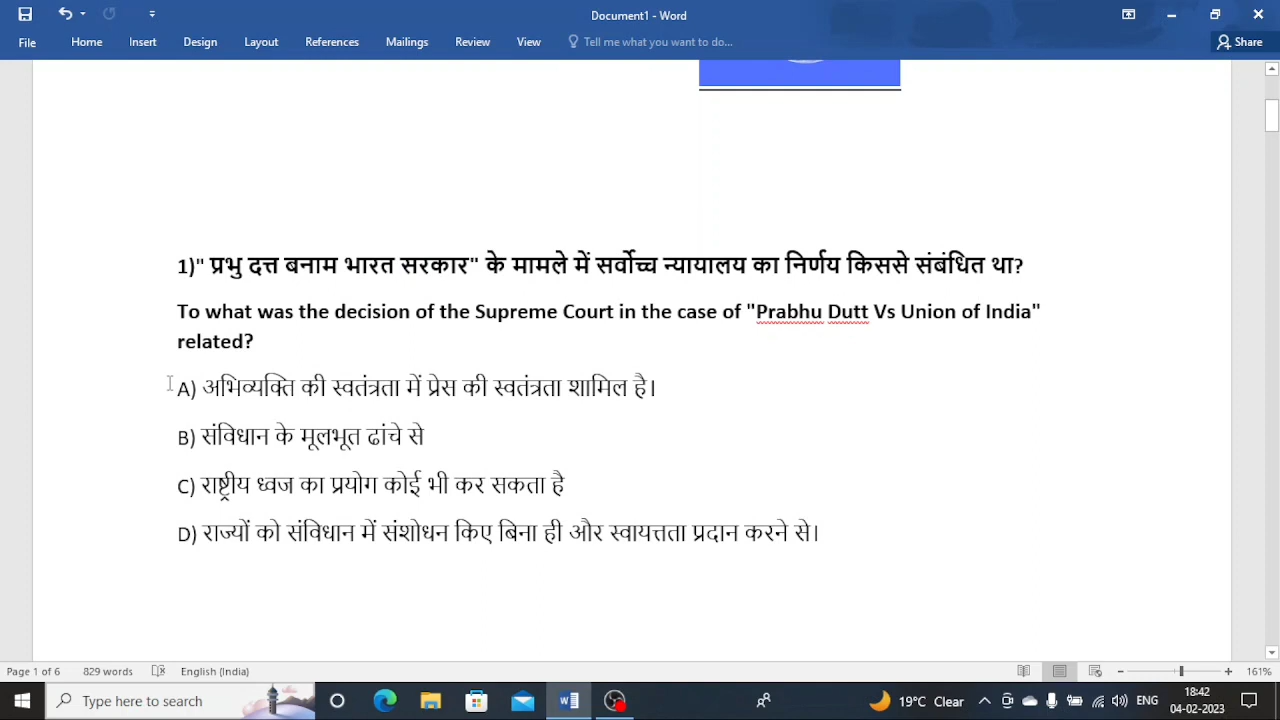 Document1 - Word
File Home Insert Design Layout References Mailings Review View Tell me what you want to do... Share
1)" प्रभु दत्त बनाम भारत सरकार" के मामले में सर्वोच्च न्यायालय का निर्णय किससे संबंधित था?
To what was the decision of the Supreme Court in the case of "Prabhu Dutt Vs Union of India"
related?
A) अभिव्यक्ति की स्वतंत्रता में प्रेस की स्वतंत्रता शामिल है।
B) संविधान के मूलभूत ढांचे से
C) राष्ट्रीय ध्वज का प्रयोग कोई भी कर सकता है
D) राज्यों को संविधान में संशोधन किए बिना ही और स्वायत्तता प्रदान करने से।
Page 1 of 6 829 words English (India) 161%
Type here to search 19°C Clear ENG 18:42
04-02-2023